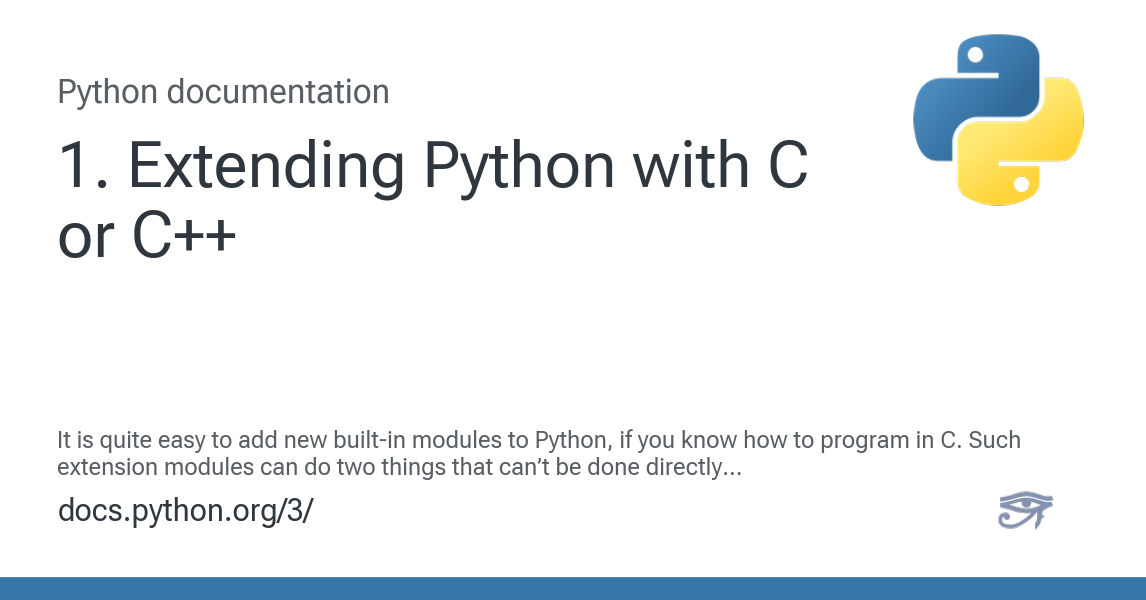 Python documentation
1. Extending Python with C
or C++
It is quite easy to add new built-in modules to Python, if you know how to program in C. Such
extension modules can do two things that can’t be done directly...
docs.python.org/3/